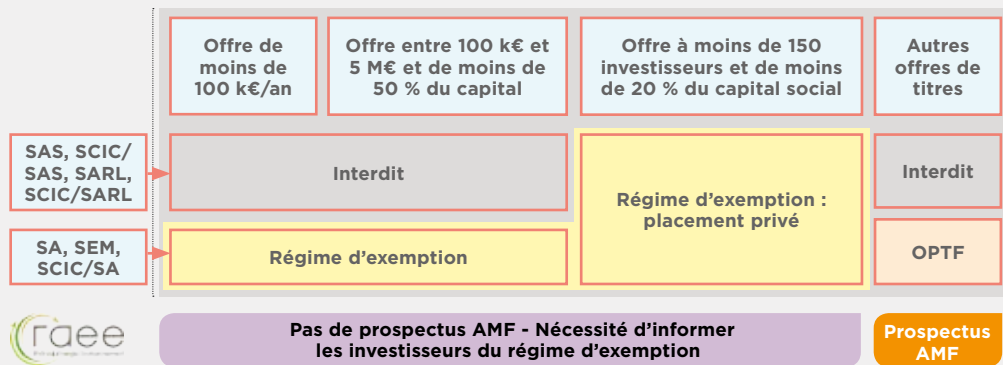 Offre de
moins de
100 k€/an
Offre entre 100 k€ et
5 M€ et de moins de
50 % du capital
Offre à moins de 150
investisseurs et de moins
de 20 % du capital social
Autres
offres de
titres
SAS, SCIC/
SAS, SARL,
SCIC/SARL
Interdit
Régime d’exemption :
placement privé
Interdit
SA, SEM,
SCIC/SA
Régime d’exemption
OPTF
raee
Pas de prospectus AMF - Nécessité d’informer
les investisseurs du régime d’exemption
Prospectus
AMF